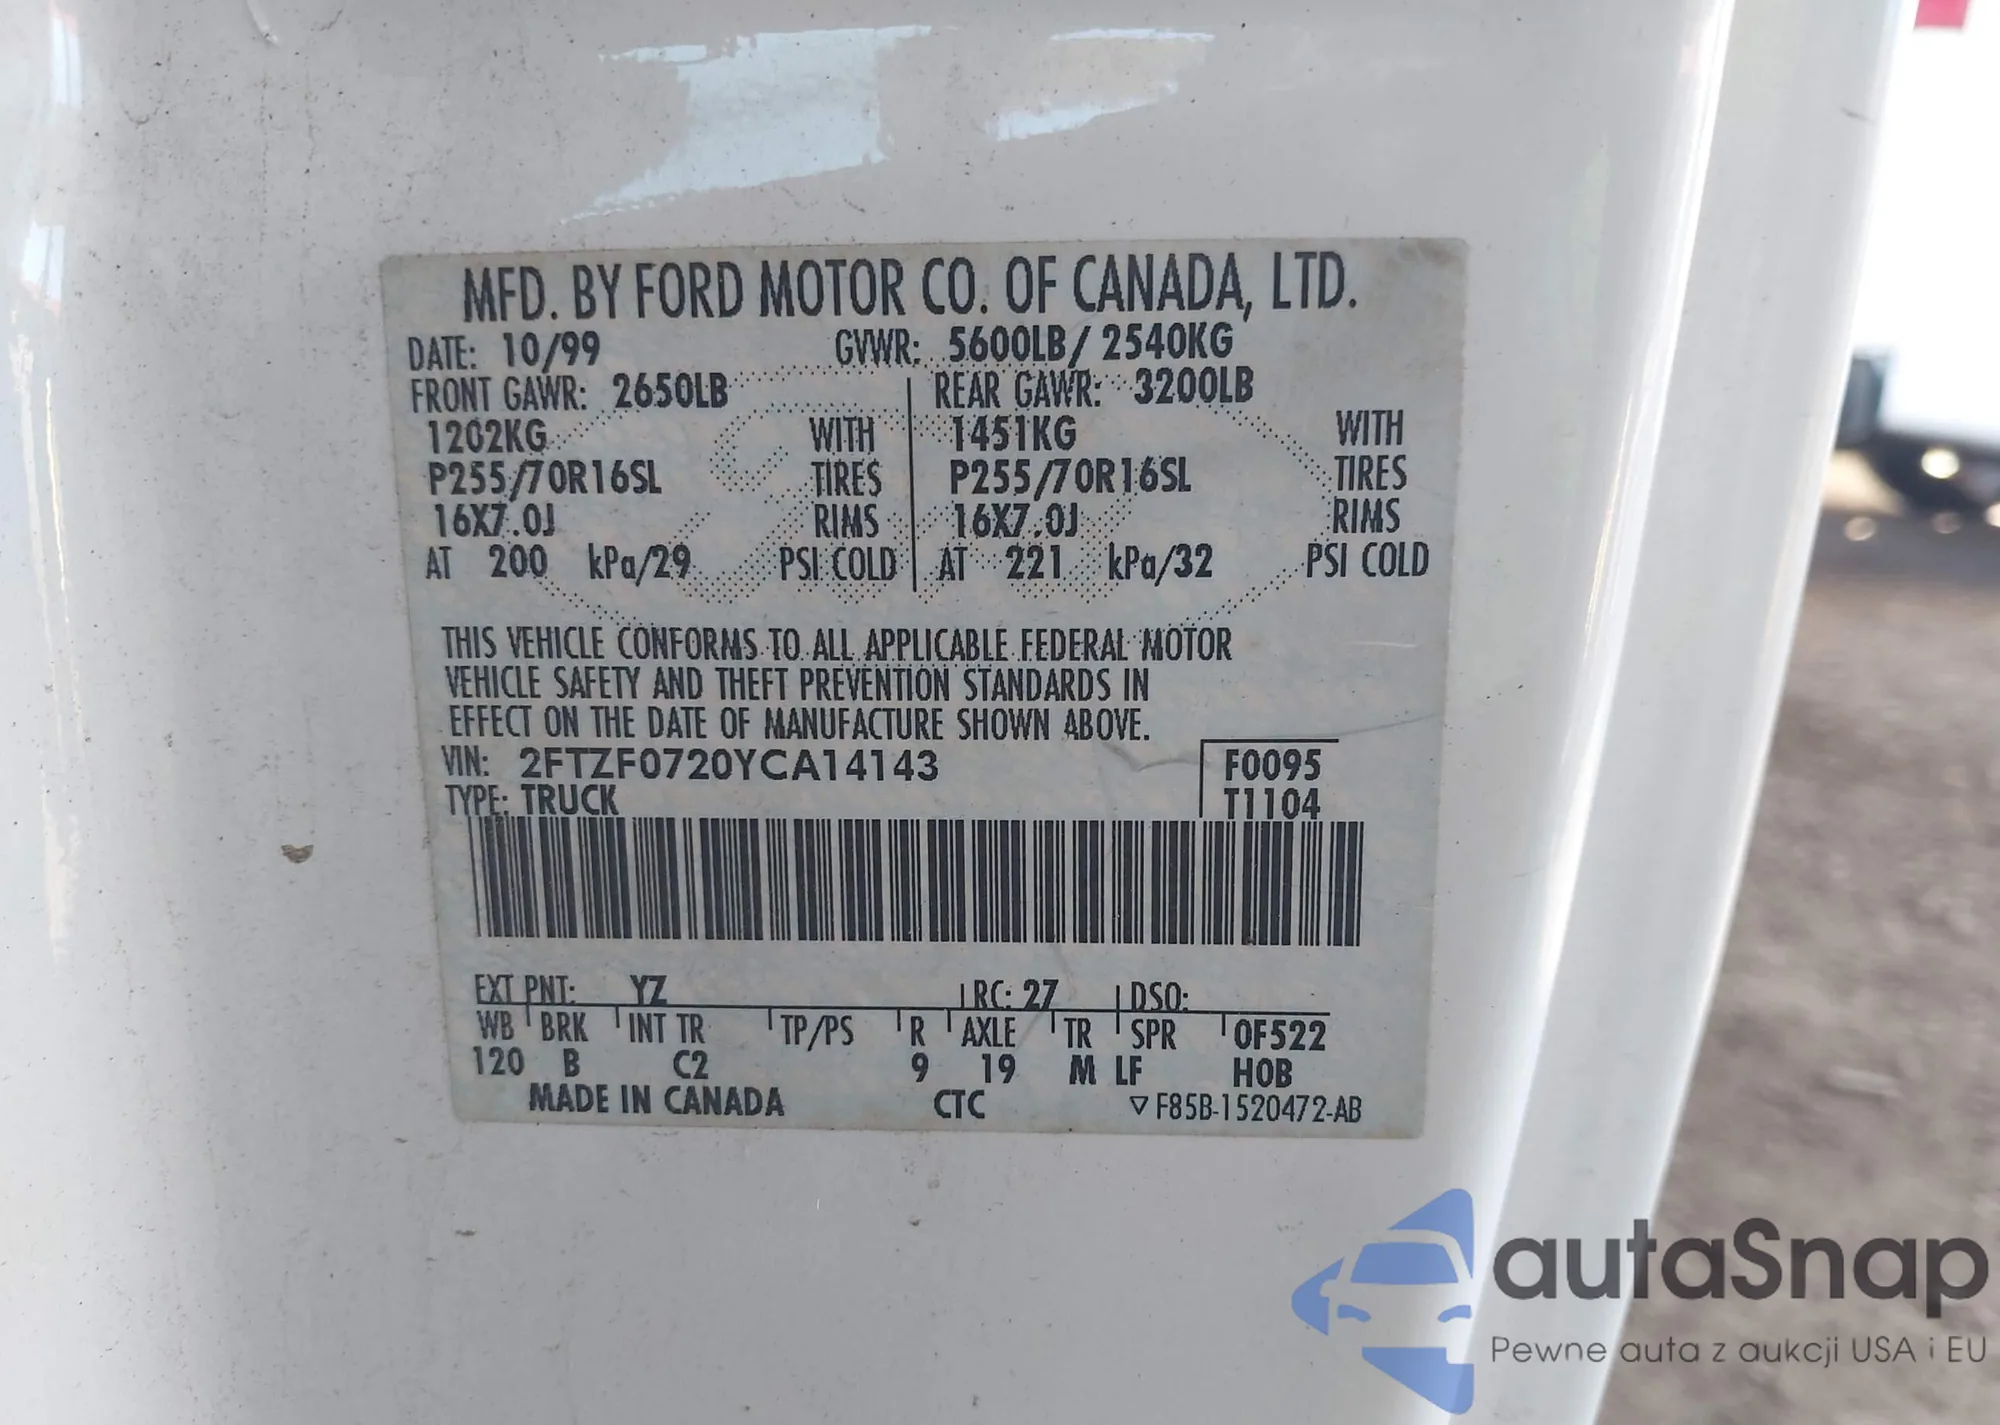 MFD. BY FORD MOTOR CO. OF CANADA, LTD.
DATE: 10/99 GVWR: 5600LB/ 2540KG
FRONT GAWR: 2650LB REAR GAWR: 3200LB
1202KG WITH 1451KG WITH
P255/70R16SL TIRES P255/70R16SL TIRES
16X7.0J RIMS 16X7.0J RIMS
AT 200 kPa/29 PSI COLD AT 221 kPa/32 PSI COLD
THIS VEHICLE CONFORMS TO ALL APPLICABLE FEDERAL MOTOR
VEHICLE SAFETY AND THEFT PREVENTION STANDARDS IN
EFFECT ON THE DATE OF MANUFACTURE SHOWN ABOVE.
VIN: 2FTZF0720YCA14143 F0095
TYPE: TRUCK T1104
EXT PNT: YZ RC: 27 DSO:
WB BRK INT TR TP/PS R AXLE TR SPR 0F522
120 B C2 9 19 M LF HOB
MADE IN CANADA CTC ▽F85B-1520472-AB
autaSnap
Pewne auta z aukcji USA i EU